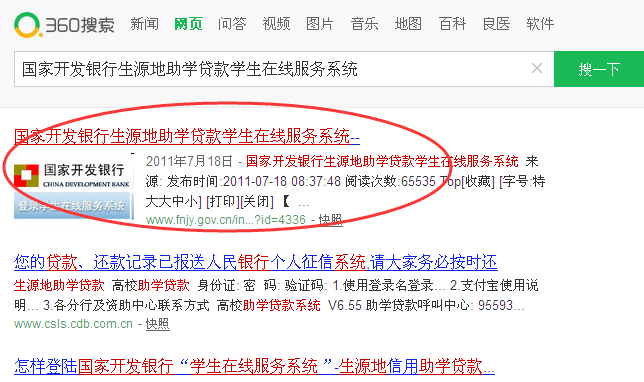 360搜索 新闻 网页 问答 视频 图片 音乐 地图 百科 良医 软件
国家开发银行生源地助学贷款学生在线服务系统 × 搜一下
国家开发银行生源地助学贷款学生在线服务系统--
国家开发银行
CHINA DEVELOPMENT BANK
登录学生在线服务系统
2011年7月18日 - 国家开发银行生源地助学贷款学生在线服务系统 来
源: 发布时间:2011-07-18 08:37:48 阅读次数:65535 Top[收藏] [字号:特
大大中小] [打印][关闭] 【 ...
www.fnjy.gov.cn/in...?id=4336 - 快照
您的贷款、还款记录已报送人民银行个人征信系统,请大家务必按时还
生源地助学贷款 高校助学贷款 身份证: 密 码: 验证码: 1.使用登录名登录... 2.支付宝使用说
明... 3.各分行及资助中心联系方式 高校助学贷款系统 V6.55 助学贷款呼叫中心: 95593...
www.csls.cdb.com.cn - 快照
怎样登陆国家开发银行“学生在线服务系统 ”-生源地信用助学贷款...